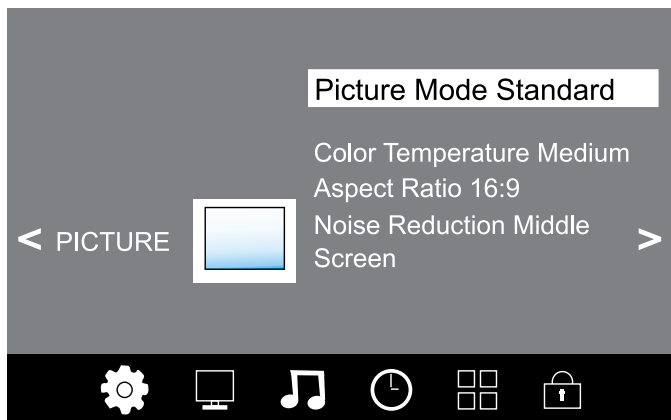 Picture Mode Standard
Color Temperature Medium
Aspect Ratio 16:9
< PICTURE
Noise Reduction Middle
>
Screen